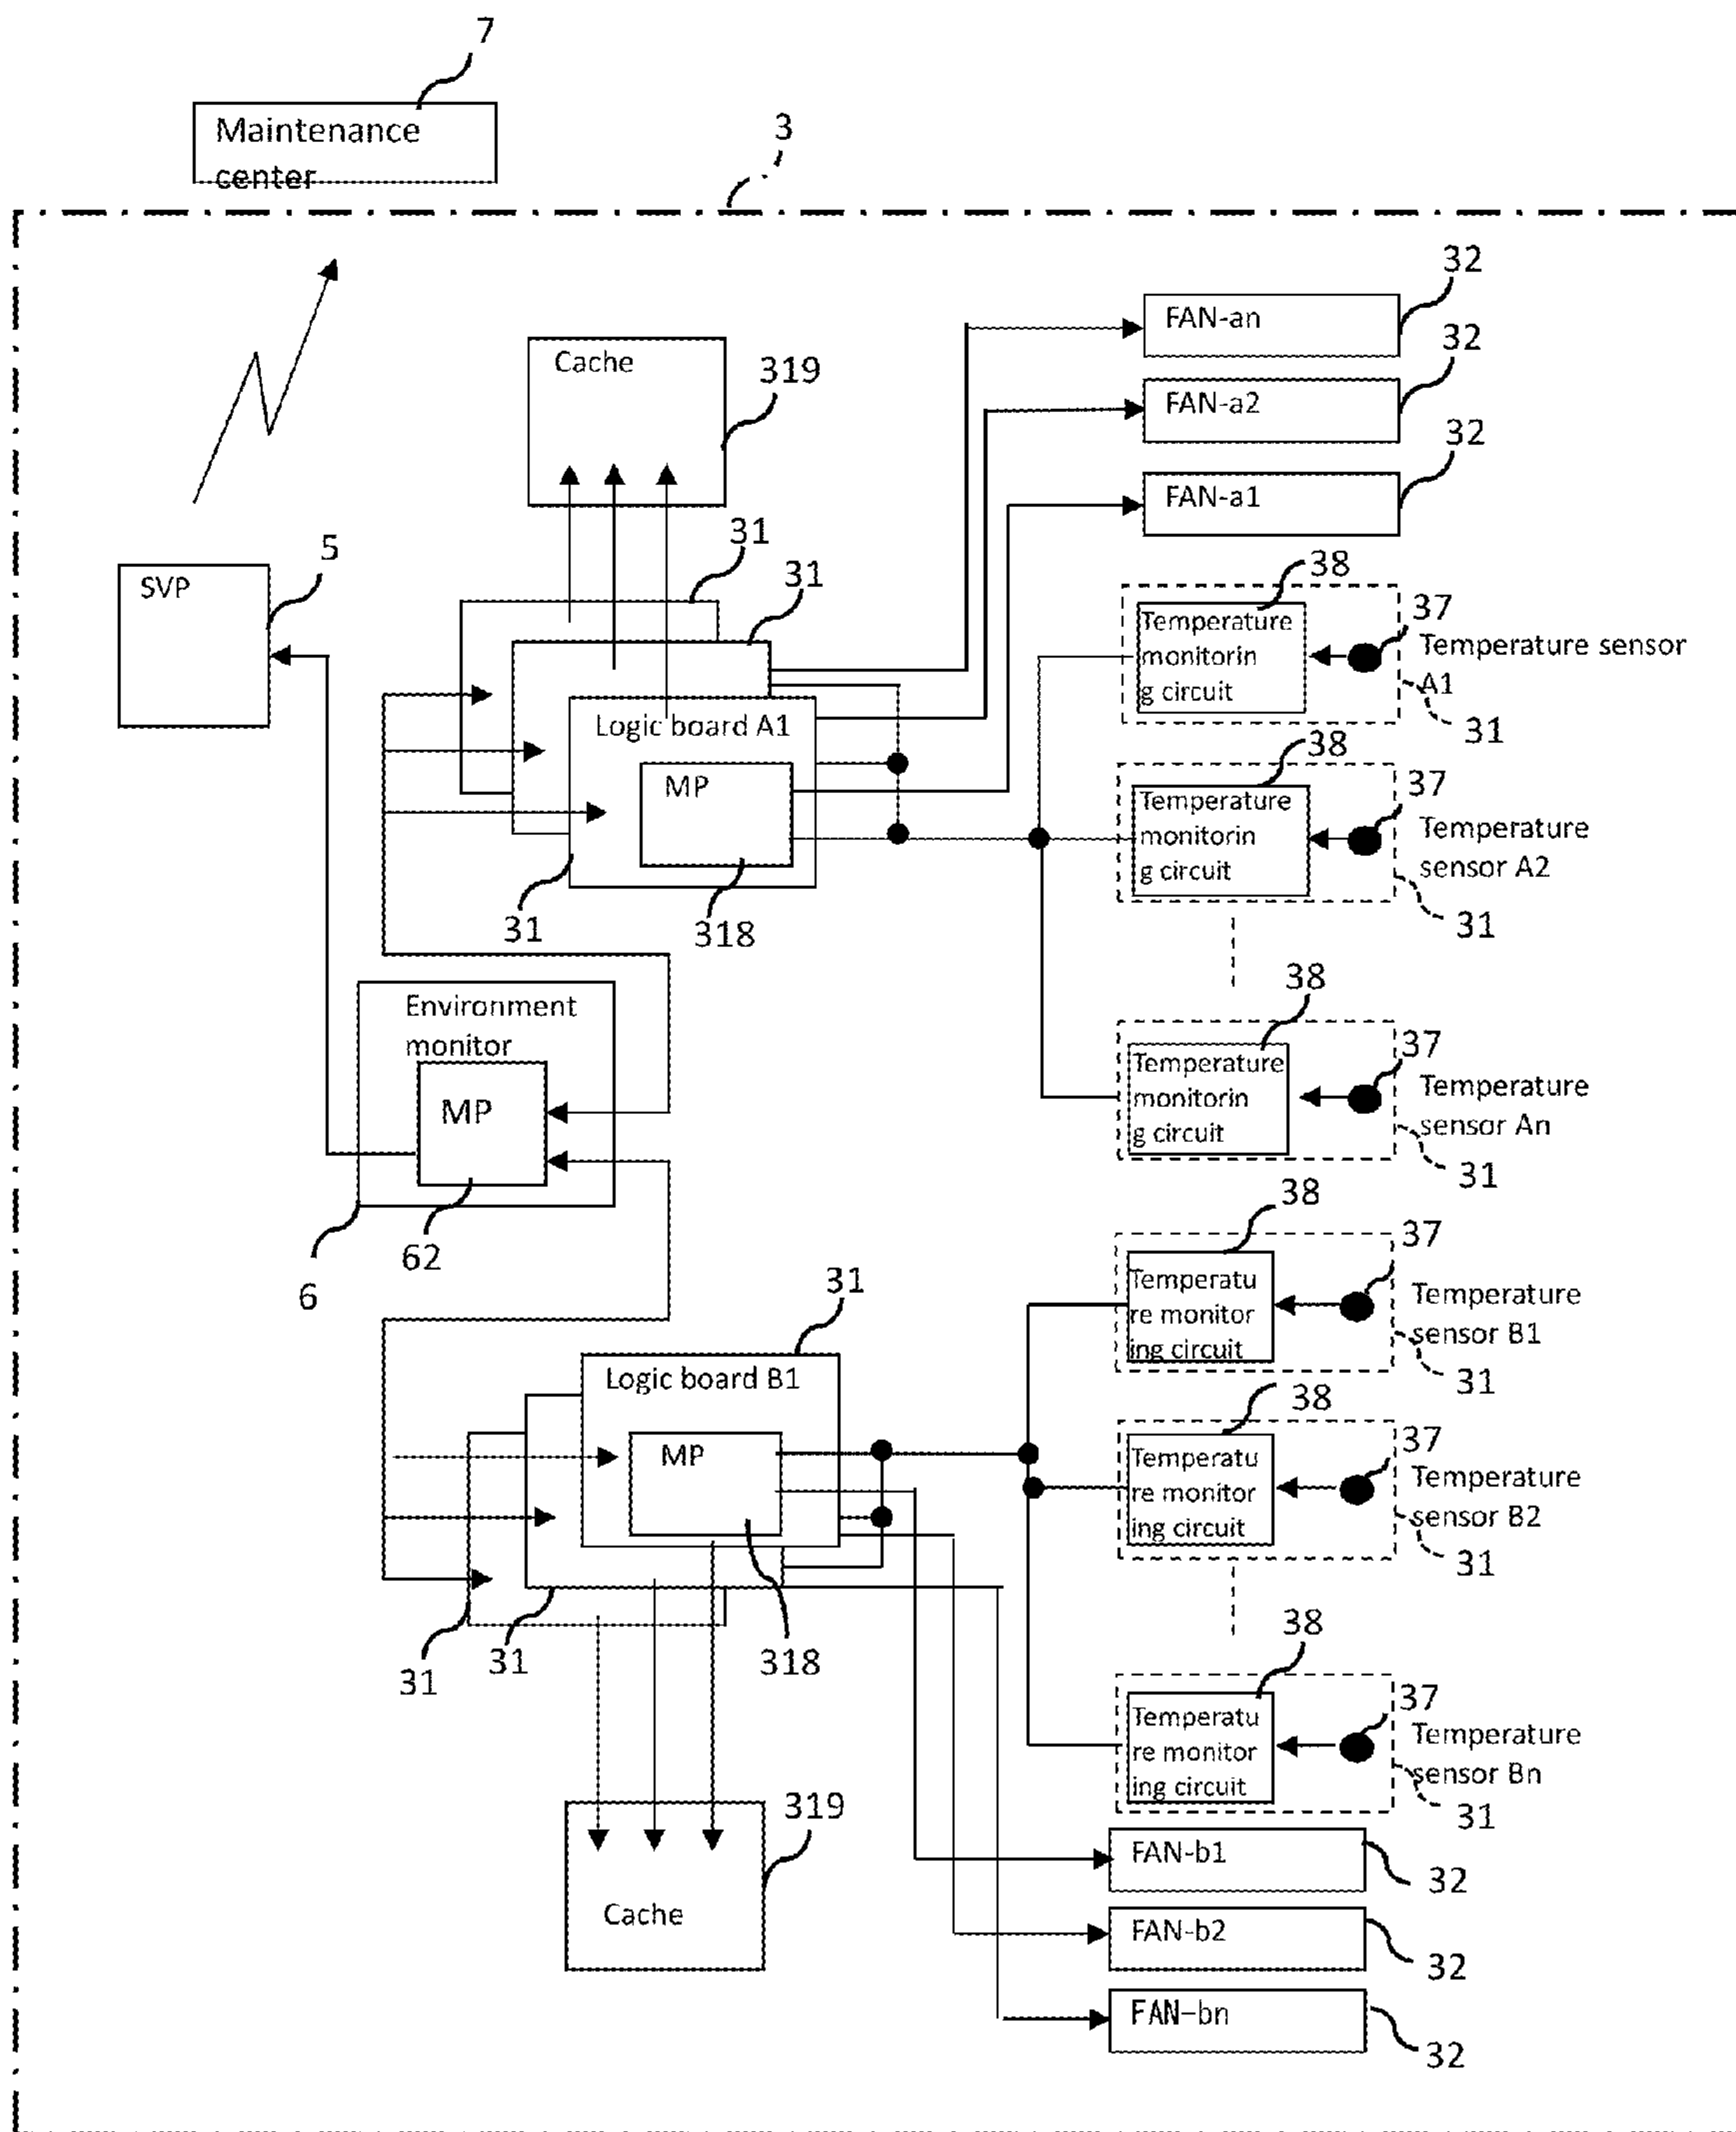 7
Maintenance
center
3
32
FAN-an
32
FAN-a2
32
FAN-a1
Cache
319
31
31
5
SVP
38
37
Temperature
monitorin
g circuit
Temperature sensor
A1
31
Logic board A1
MP
31
318
38
37
Temperature
monitorin
g circuit
Temperature
sensor A2
31
Environment
monitor
MP
62
6
38
37
Temperature
monitorin
g circuit
Temperature
sensor An
31
38
37
Temperatu
re monitor
ing circuit
Temperature
sensor B1
31
31
Logic board B1
MP
31
31
318
38
37
Temperatu
re monitor
ing circuit
Temperature
sensor B2
31
38
37
Temperatu
re monitor
ing circuit
Temperature
sensor Bn
31
319
Cache
FAN-b1
32
FAN-b2
32
FAN-bn
32